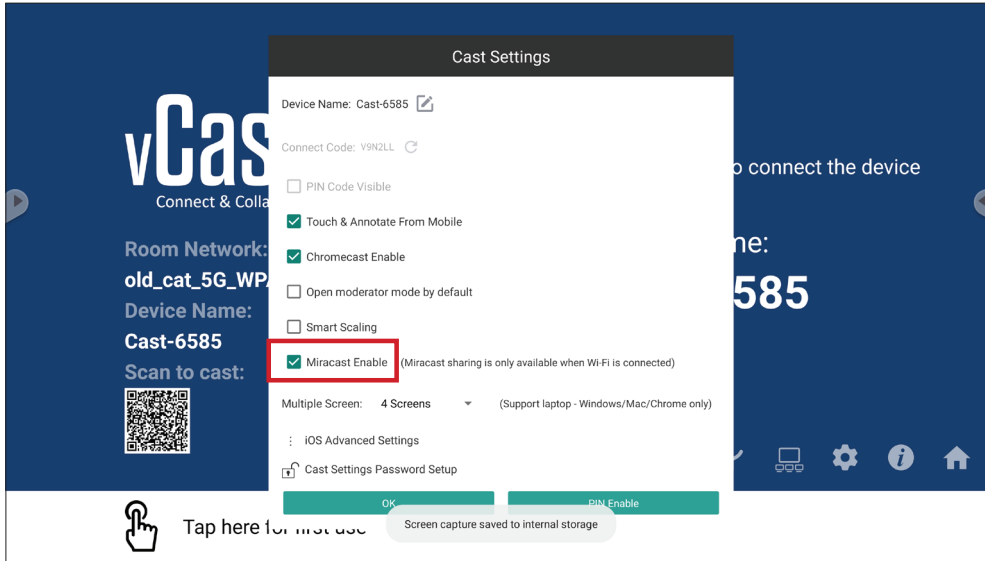 Cast Settings
Device Name: Cast-6585
Connect Code: V9N2LL
PIN Code Visible
Touch & Annotate From Mobile
Chromecast Enable
Open moderator mode by default
Smart Scaling
Miracast Enable (Miracast sharing is only available when Wi-Fi is connected)
Multiple Screen: 4 Screens (Support laptop - Windows/Mac/Chrome only)
iOS Advanced Settings
Cast Settings Password Setup
OK PIN Enable
Screen capture saved to internal storage
vCas
Connect & Colla
Room Network:
old_cat_5G_WPA
Device Name:
Cast-6585
Scan to cast:
connect the device
me:
585
Tap here for first use